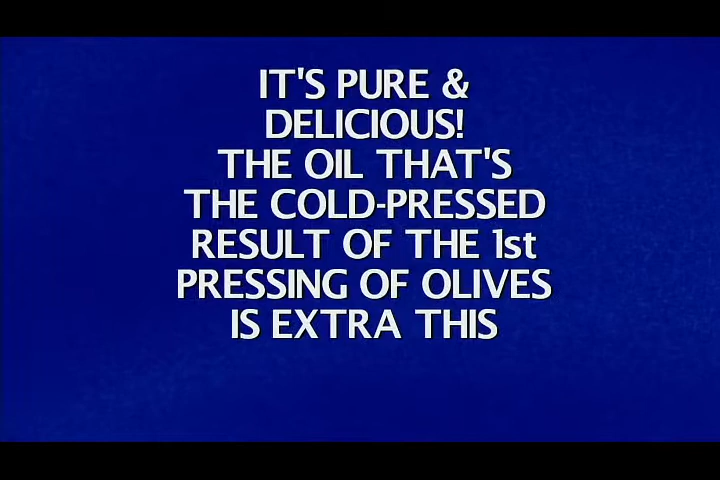 IT'S PURE &
DELICIOUS!
THE OIL THAT'S
THE COLD-PRESSED
RESULT OF THE 1st
PRESSING OF OLIVES
IS EXTRA THIS